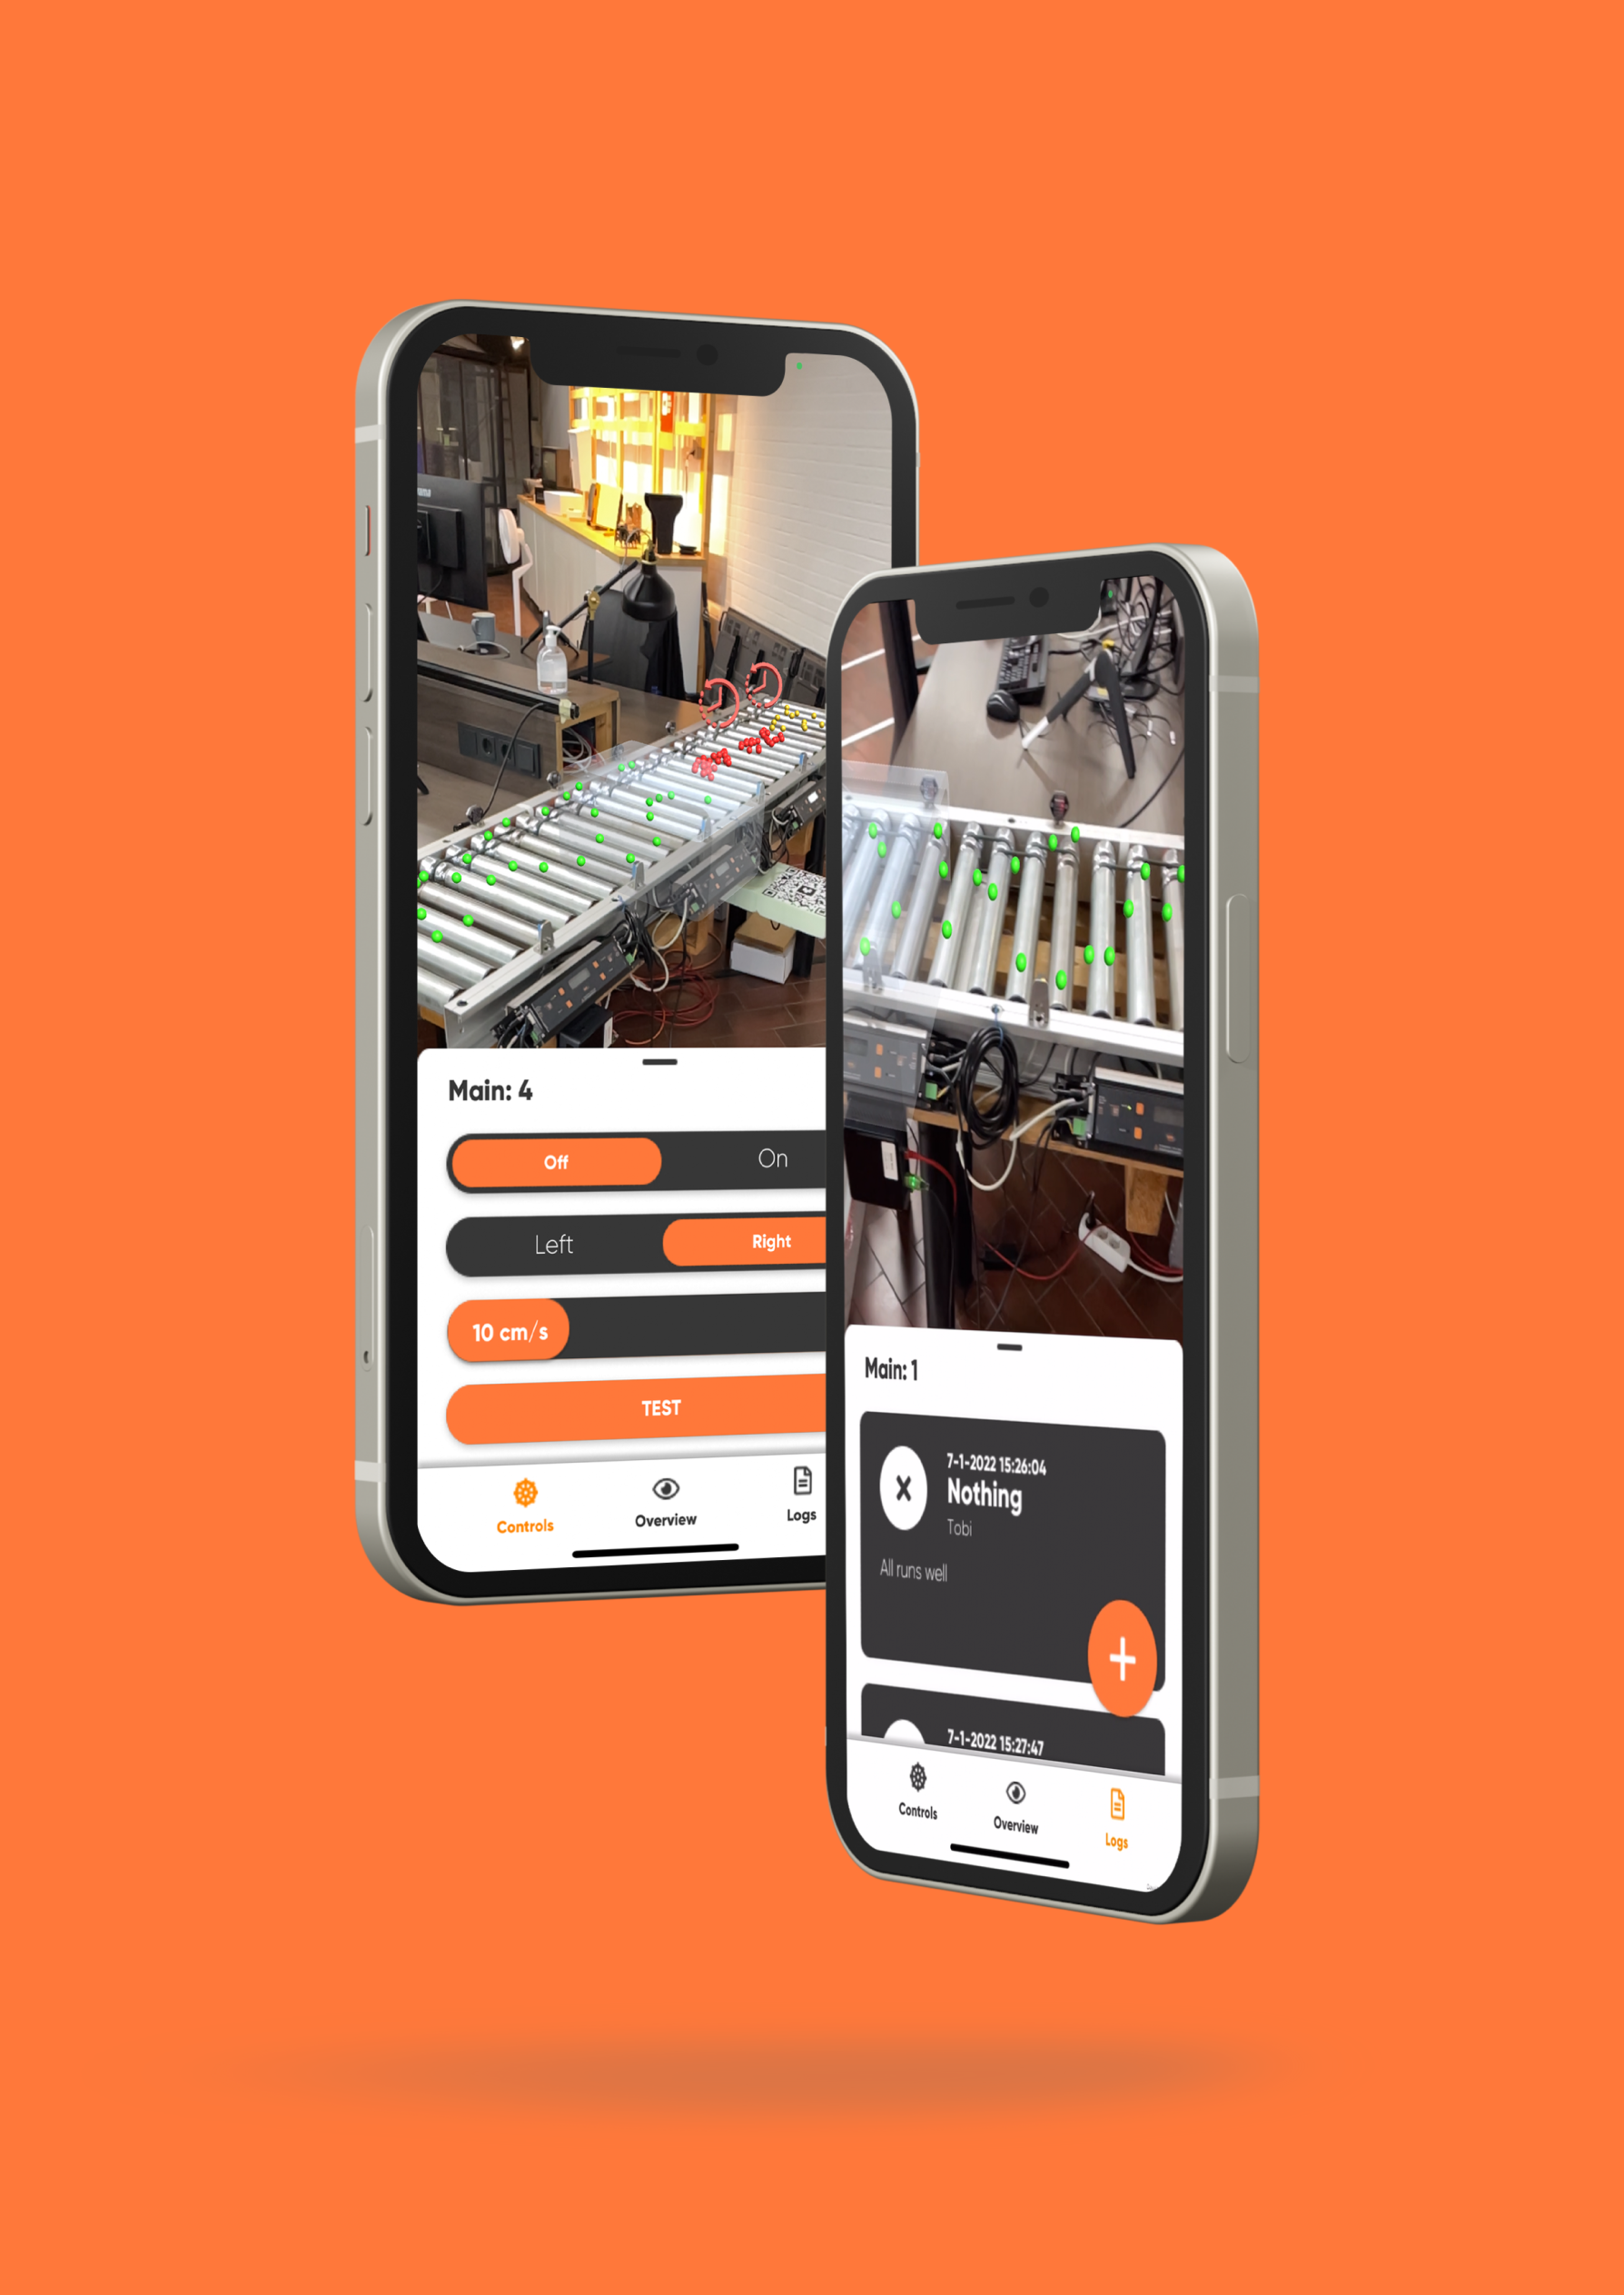 Main: 4
Off
On
Left
Right
10 cm/s
TEST
Controls
Overview
Logs
Main: 1
7-1-2022 15:26:04
Nothing
Tobi
All runs well
+
7-1-2022 15:27:47
Controls
Overview
Logs